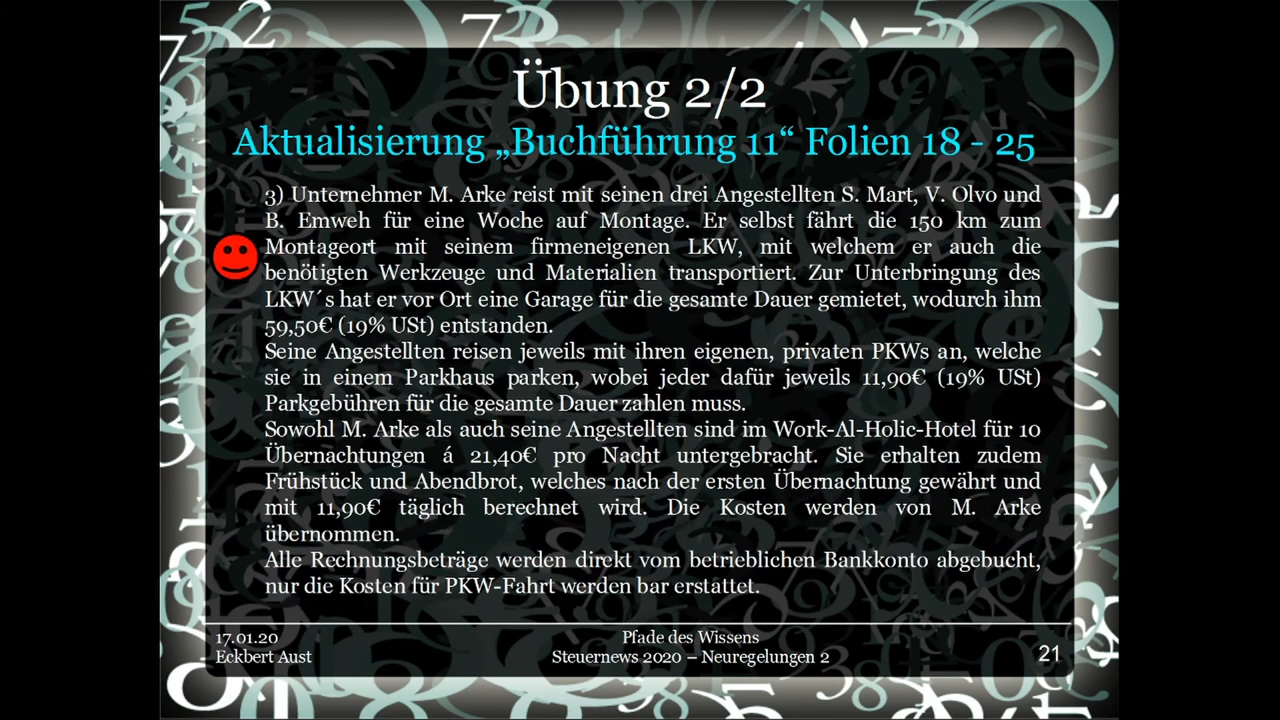 Übung 2/2
Aktualisierung „Buchführung 11“ Folien 18 - 25
3) Unternehmer M. Arke reist mit seinen drei Angestellten S. Mart, V. Olvo und
B. Emweh für eine Woche auf Montage. Er selbst fährt die 150 km zum
Montageort mit seinem firmeneigenen LKW, mit welchem er auch die
benötigten Werkzeuge und Materialien transportiert. Zur Unterbringung des
LKW´s hat er vor Ort eine Garage für die gesamte Dauer gemietet, wodurch ihm
59,50€ (19% USt) entstanden.
Seine Angestellten reisen jeweils mit ihren eigenen, privaten PKWs an, welche
sie in einem Parkhaus parken, wobei jeder dafür jeweils 11,90€ (19% USt)
Parkgebühren für die gesamte Dauer zahlen muss.
Sowohl M. Arke als auch seine Angestellten sind im Work-Al-Holic-Hotel für 10
Übernachtungen á 21,40€ pro Nacht untergebracht. Sie erhalten zudem
Frühstück und Abendbrot, welches nach der ersten Übernachtung gewährt und
mit 11,90€ täglich berechnet wird. Die Kosten werden von M. Arke
übernommen.
Alle Rechnungsbeträge werden direkt vom betrieblichen Bankkonto abgebucht,
nur die Kosten für PKW-Fahrt werden bar erstattet.
17.01.20
Eckbert Aust
Pfade des Wissens
Steuernews 2020 – Neuregelungen 2
21